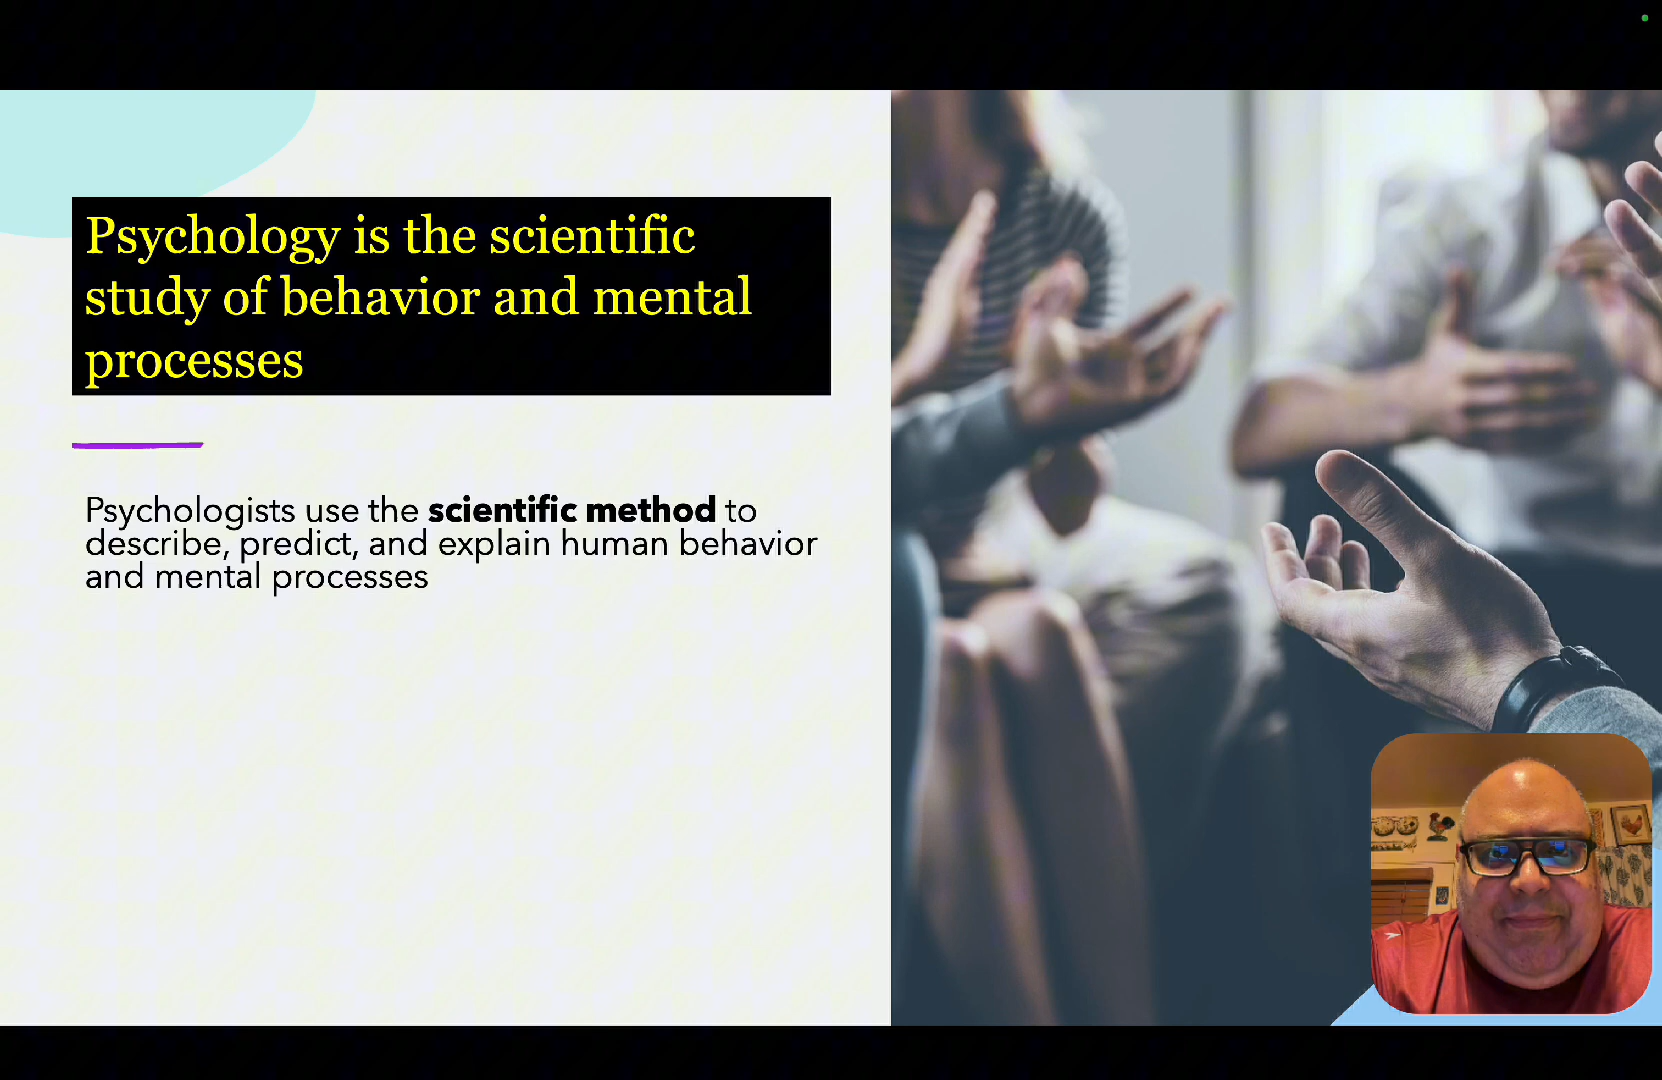 Psychology is the scientific
study of behavior and mental
processes
Psychologists use the scientific method to
describe, predict, and explain human behavior
and mental processes